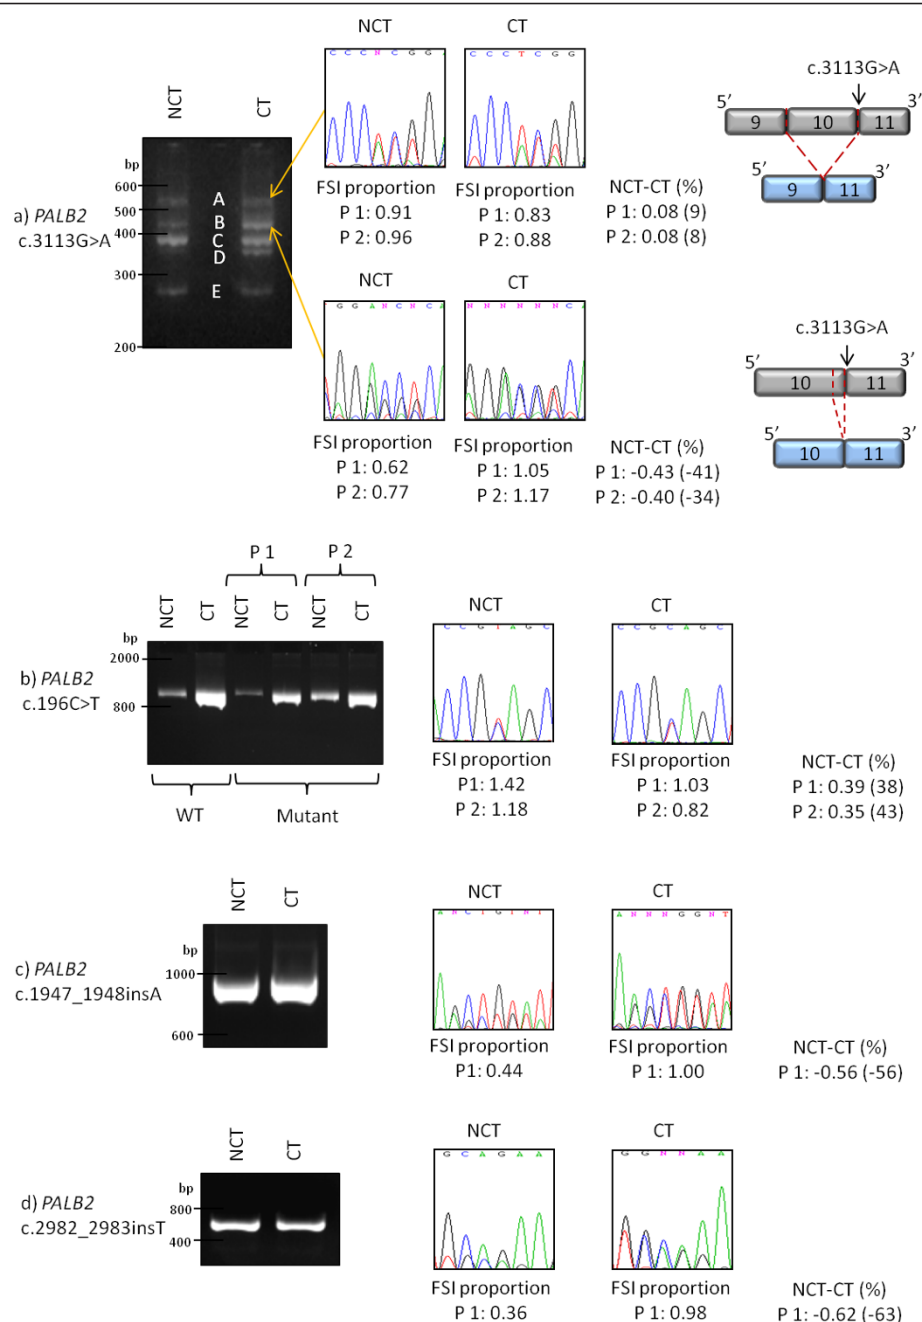 NCT
CT
C C C N C G G
C C C T C G G
NCT
CT
bp
600
500
400
300
200
A
B
C
D
E
a) PALB2
c.3113G>A
FSI proportion
P 1: 0.91
P 2: 0.96
FSI proportion
P 1: 0.83
P 2: 0.88
NCT-CT (%)
P 1: 0.08 (9)
P 2: 0.08 (8)
c.3113G>A
5’
3’
9
10
11
5’
3’
9
11
NCT
CT
G G A N C N C A
N N N N N N C A
FSI proportion
P 1: 0.62
P 2: 0.77
FSI proportion
P 1: 1.05
P 2: 1.17
NCT-CT (%)
P 1: -0.43 (-41)
P 2: -0.40 (-34)
c.3113G>A
5’
3’
10
11
5’
3’
10
11
P 1
P 2
NCT
CT
NCT
CT
NCT
CT
bp
2000
800
b) PALB2
c.196C>T
WT
Mutant
NCT
CT
C C G T A G C
C C G C A G C
FSI proportion
P1: 1.42
P 2: 1.18
FSI proportion
P 1: 1.03
P 2: 0.82
NCT-CT (%)
P 1: 0.39 (38)
P 2: 0.35 (43)
NCT
CT
bp
1000
600
c) PALB2
c.1947_1948insA
NCT
CT
A N C T G T N T
A N N N G G N T
FSI proportion
P1: 0.44
FSI proportion
P 1: 1.00
NCT-CT (%)
P 1: -0.56 (-56)
NCT
CT
bp
800
400
d) PALB2
c.2982_2983insT
NCT
CT
G C A G A A
G G N N A A
FSI proportion
P 1: 0.36
FSI proportion
P 1: 0.98
NCT-CT (%)
P 1: -0.62 (-63)